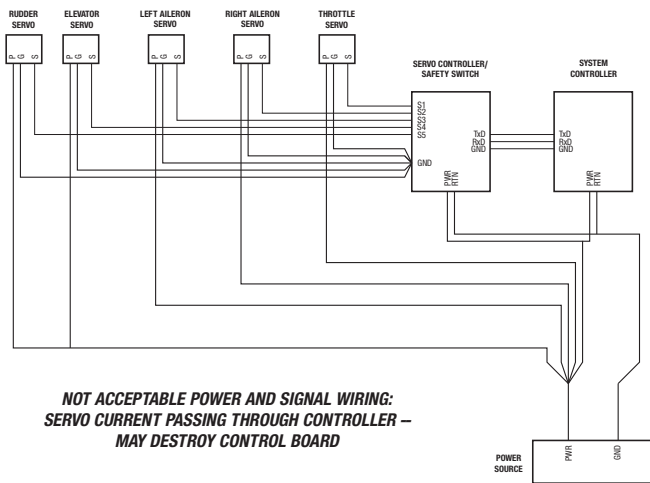 RUDDER
SERVO
ELEVATOR
SERVO
LEFT AILERON
SERVO
RIGHT AILERON
SERVO
THROTTLE
SERVO
P G S
P G S
P G S
P G S
P G S
SERVO CONTROLLER/
SAFETY SWITCH
SYSTEM
CONTROLLER
S1
S2
S3
S4
S5
GND
TxD
RxD
GND
PWR
RTN
TxD
RxD
GND
PWR
RTN
NOT ACCEPTABLE POWER AND SIGNAL WIRING:
SERVO CURRENT PASSING THROUGH CONTROLLER –
MAY DESTROY CONTROL BOARD
POWER
SOURCE
PWR
GND